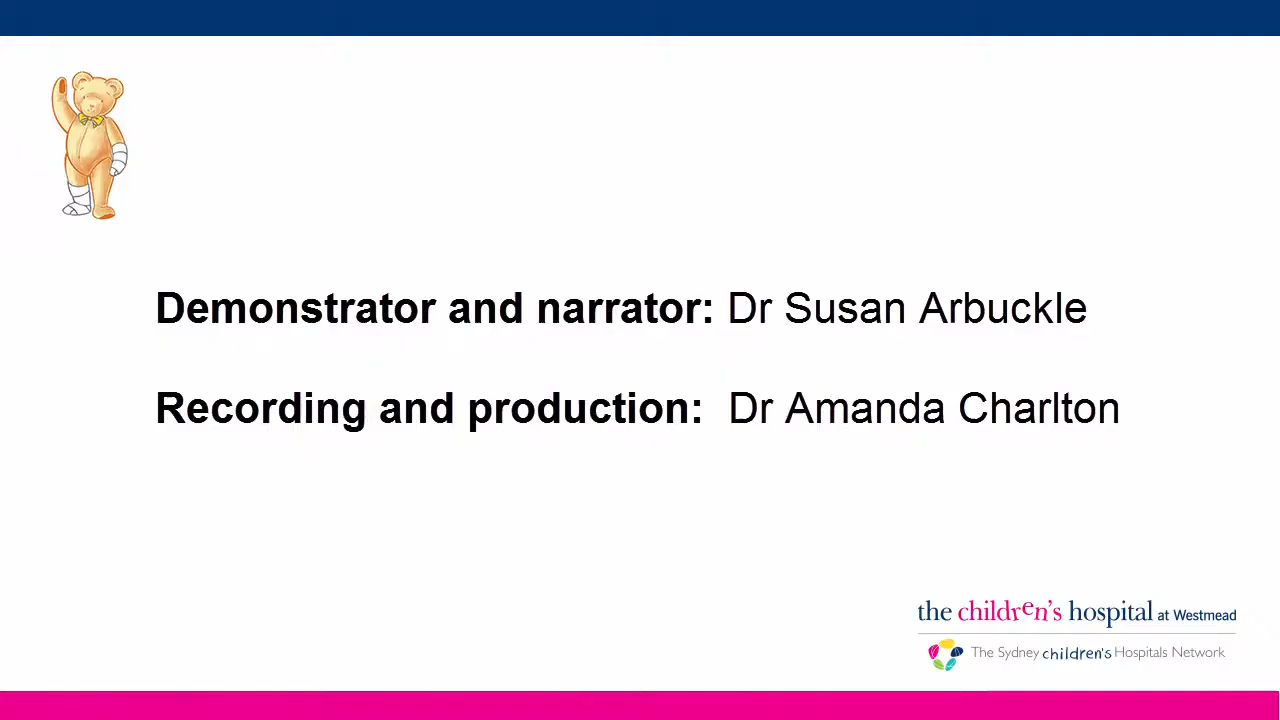 Demonstrator and narrator: Dr Susan Arbuckle
Recording and production: Dr Amanda Charlton
the children's hospital at Westmead
The Sydney children's Hospitals Network